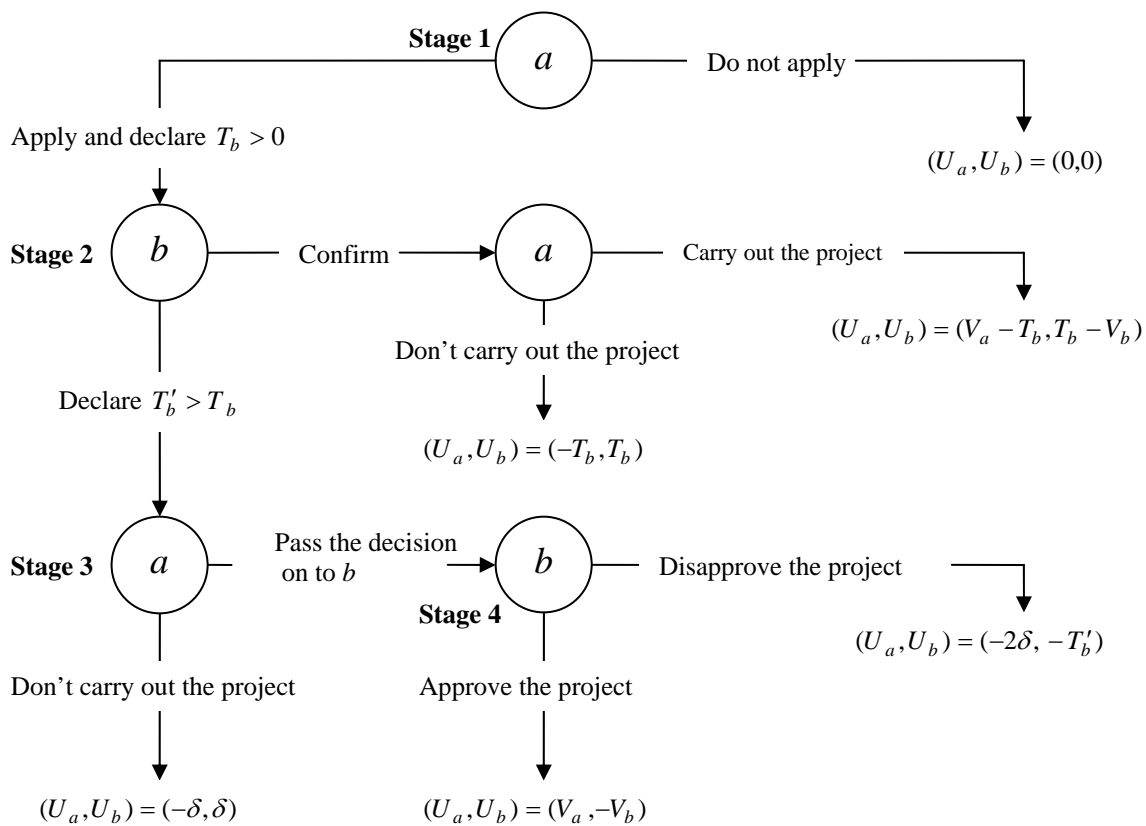 Stage 1
a
Do not apply
Apply and declare T_b > 0
(U_a, U_b) = (0,0)
Stage 2
b
Confirm
a
Carry out the project
(U_a, U_b) = (V_a − T_b, T_b − V_b)
Don't carry out the project
Declare T′_b > T_b
(U_a, U_b) = (−T_b, T_b)
Stage 3
a
Pass the decision
on to b
b
Disapprove the project
Stage 4
(U_a, U_b) = (−2δ, −T′_b)
Don't carry out the project
Approve the project
(U_a, U_b) = (−δ, δ)
(U_a, U_b) = (V_a, −V_b)